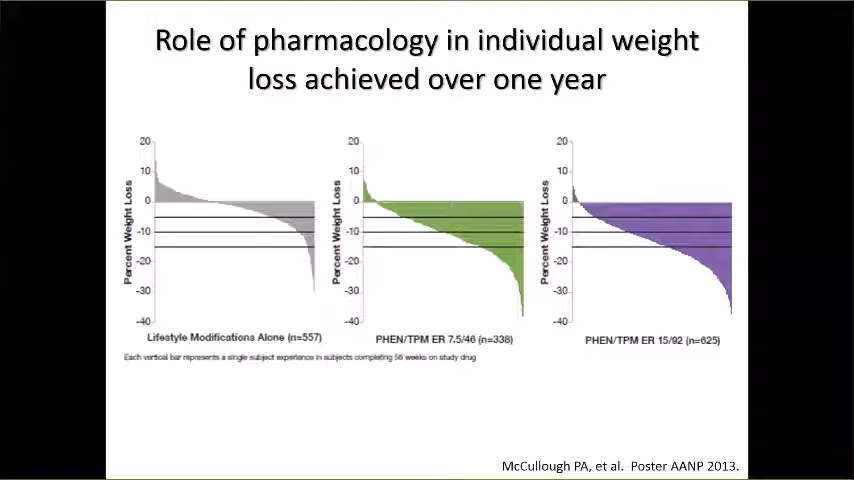 Role of pharmacology in individual weight
loss achieved over one year
20
10
0
-10
-20
-30
-40
Percent Weight Loss
Lifestyle Modifications Alone (n=557)
20
10
0
-10
-20
-30
-40
Percent Weight Loss
PHEN/TPM ER 7.5/46 (n=338)
20
10
0
-10
-20
-30
-40
Percent Weight Loss
PHEN/TPM ER 15/92 (n=625)
Each vertical bar represents a single subject experience in subjects completing 56 weeks on study drug
McCullough PA, et al. Poster AANP 2013.